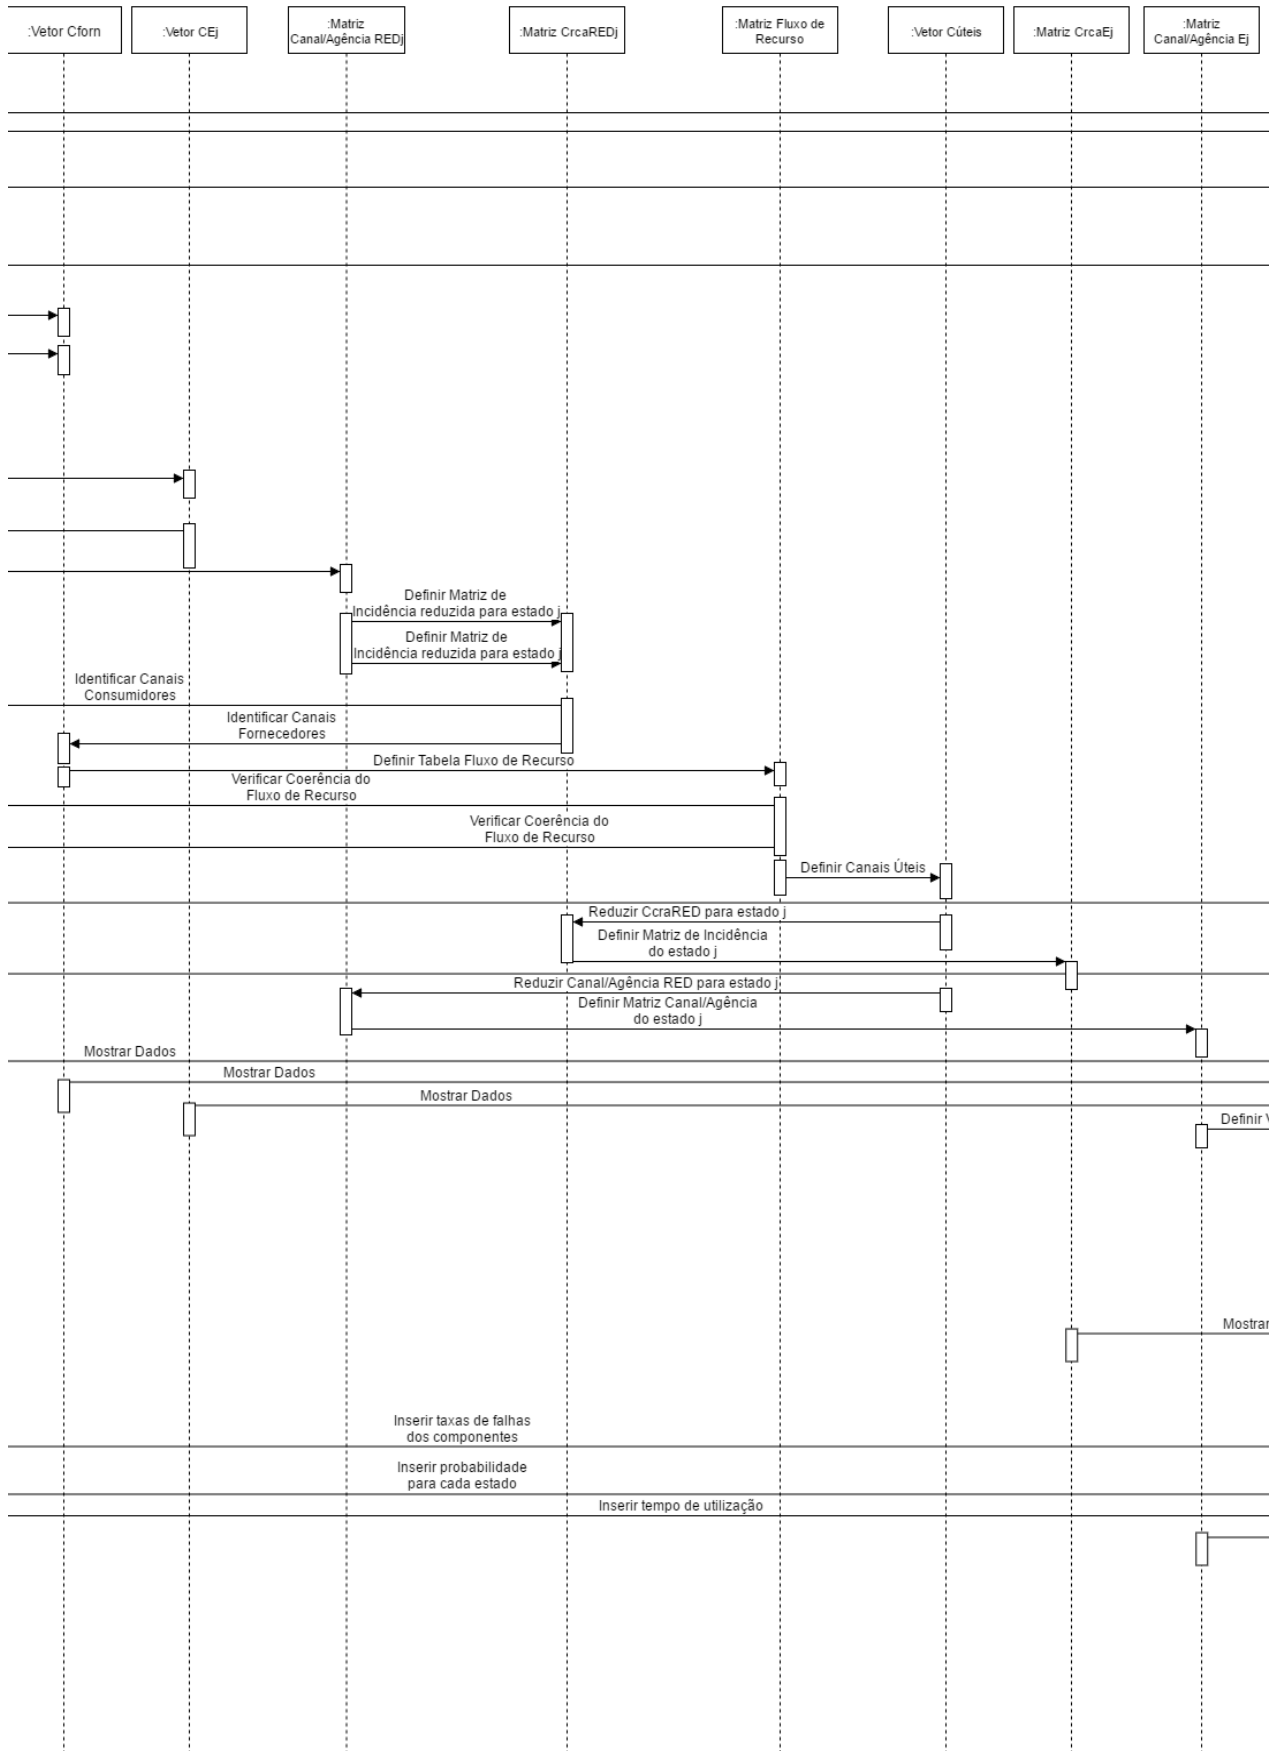 :Vetor Cforn
:Vetor CEj
:Matriz
Canal/Agência REDj
:Matriz CrcaREDj
:Matriz Fluxo de
Recurso
:Vetor Cúteis
:Matriz CrcaEj
:Matriz
Canal/Agência Ej
Definir Matriz de
Incidência reduzida para estado j
Definir Matriz de
Incidência reduzida para estado j
Identificar Canais
Consumidores
Identificar Canais
Fornecedores
Definir Tabela Fluxo de Recurso
Verificar Coerência do
Fluxo de Recurso
Verificar Coerência do
Fluxo de Recurso
Definir Canais Úteis
Reduzir CcraRED para estado j
Definir Matriz de Incidência
do estado j
Reduzir Canal/Agência RED para estado j
Definir Matriz Canal/Agência
do estado j
Mostrar Dados
Mostrar Dados
Mostrar Dados
Definir
Mostrar
Inserir taxas de falhas
dos componentes
Inserir probabilidade
para cada estado
Inserir tempo de utilização